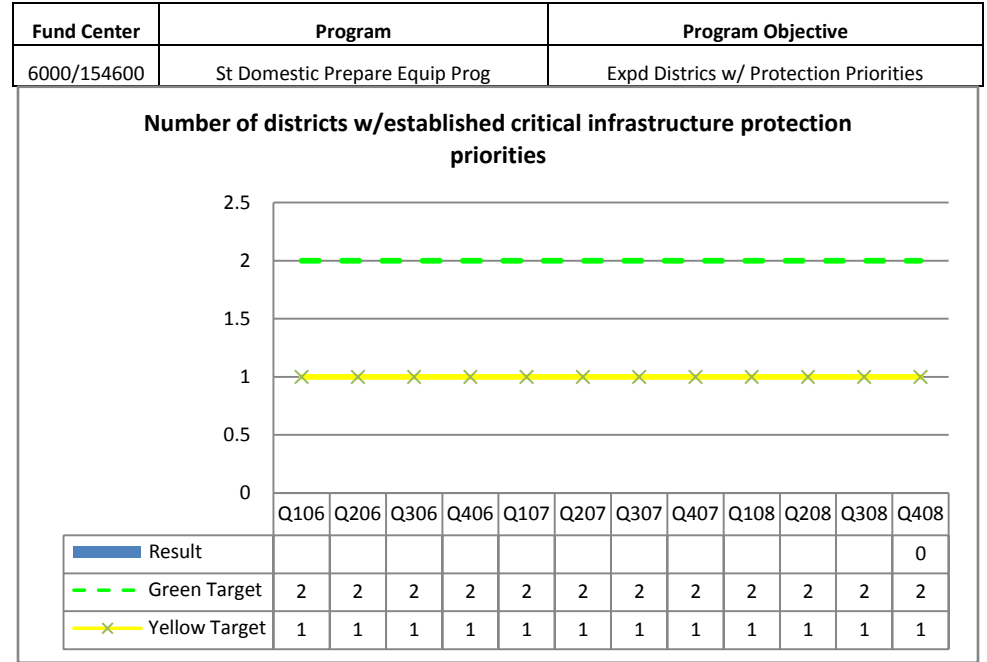 Fund Center Program Program Objective
6000/154600 St Domestic Prepare Equip Prog Expd Districs w/ Protection Priorities
Number of districts w/established critical infrastructure protection
priorities
2.5
2
1.5
1
0.5
0
Q106 Q206 Q306 Q406 Q107 Q207 Q307 Q407 Q108 Q208 Q308 Q408
Result 0
Green Target 2 2 2 2 2 2 2 2 2 2 2 2
Yellow Target 1 1 1 1 1 1 1 1 1 1 1 1